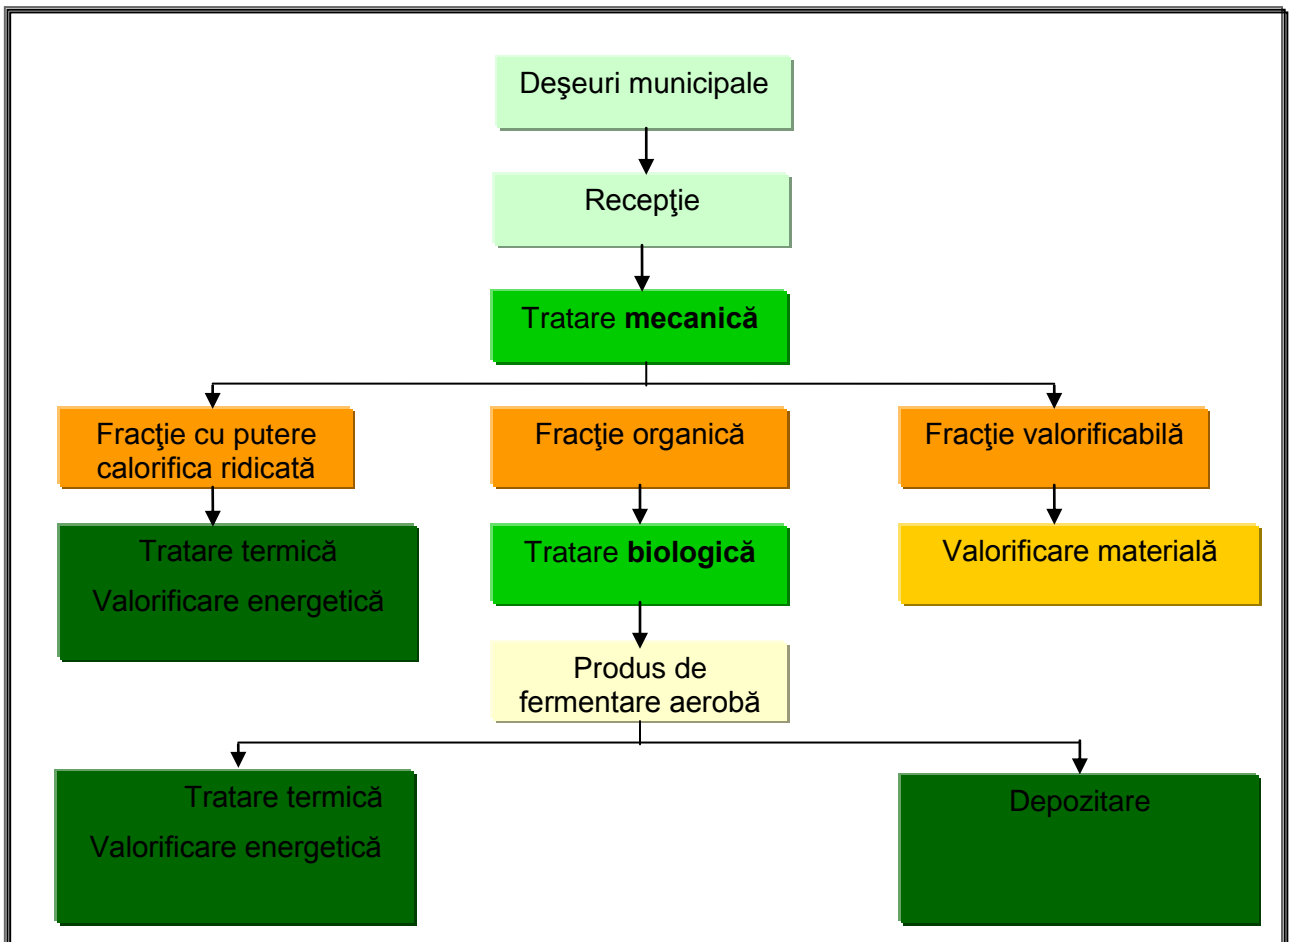 Deşeuri municipale
Recepţie
Tratare mecanică
Fracţie cu putere
calorifica ridicată
Fracţie organică
Fracţie valorificabilă
Tratare termică
Valorificare energetică
Tratare biologică
Valorificare materială
Produs de
fermentare aerobă
Tratare termică
Valorificare energetică
Depozitare